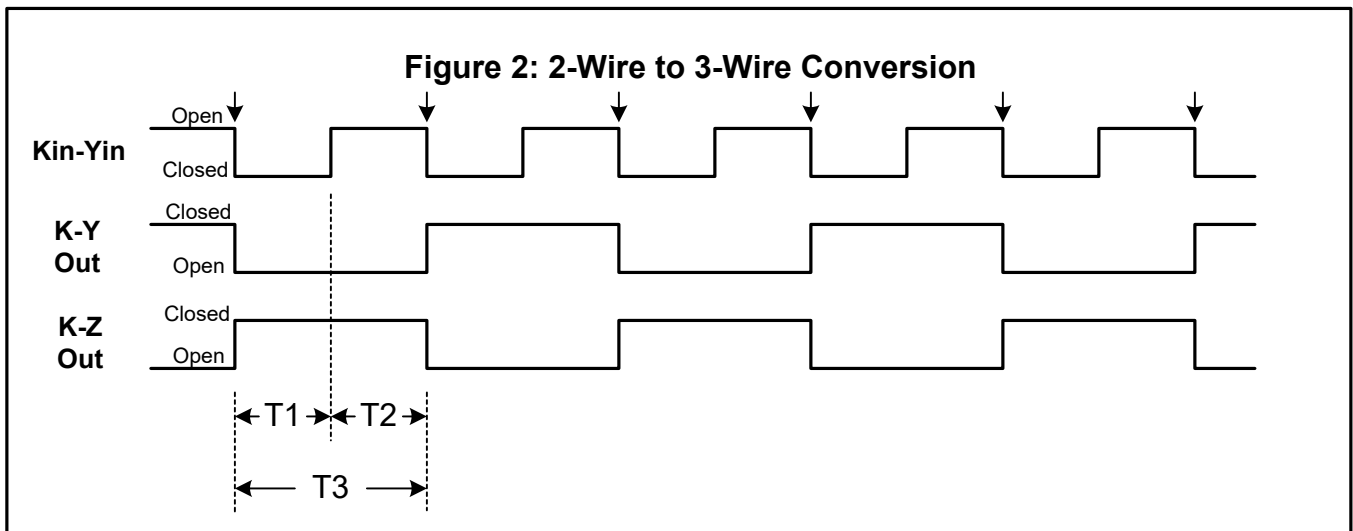 Figure 2: 2-Wire to 3-Wire Conversion
Open
Kin-Yin
Closed
Closed
K-Y
Out
Open
Closed
K-Z
Out
Open
T1
T2
T3